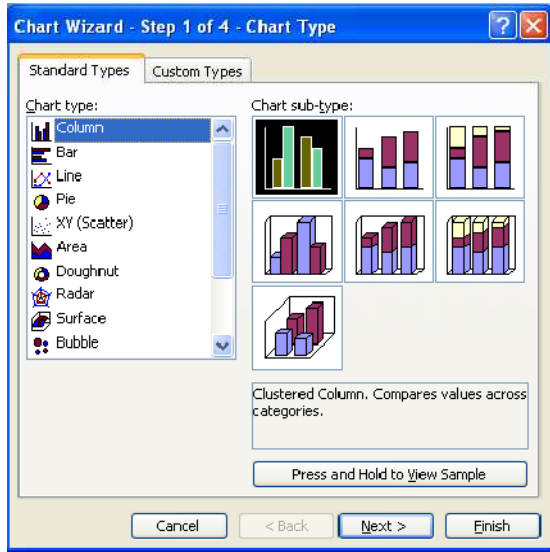 Chart Wizard - Step 1 of 4 - Chart Type
Standard Types
Custom Types
Chart type:
Column
Bar
Line
Pie
XY (Scatter)
Area
Doughnut
Radar
Surface
Bubble
Chart sub-type:
Clustered Column. Compares values across
categories.
Press and Hold to View Sample
Cancel
< Back
Next >
Finish